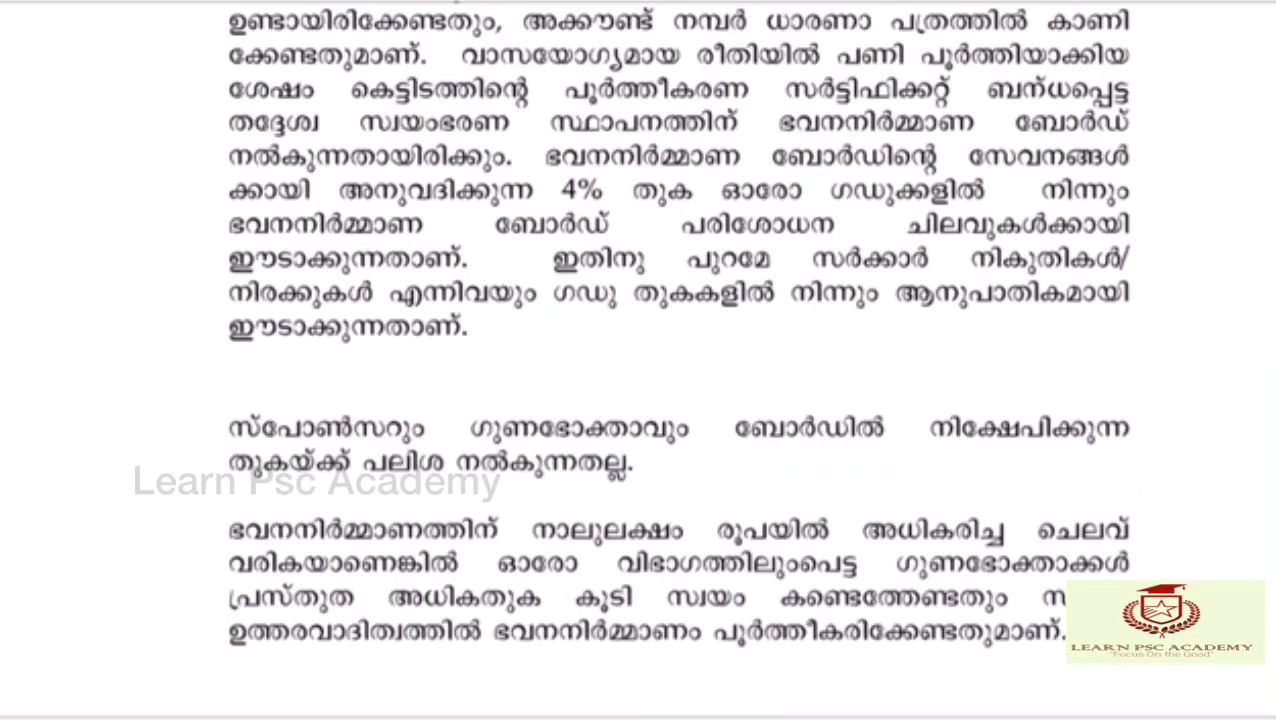 ഉണ്ടായിരിക്കേണ്ടതും, അക്കൗണ്ട് നമ്പർ ധാരണാ പത്രത്തിൽ കാണി
ക്കേണ്ടതുമാണ്. വാസയോഗ്യമായ രീതിയിൽ പണി പൂർത്തിയാക്കിയ
ശേഷം കെട്ടിടത്തിന്റെ പൂർത്തീകരണ സർട്ടിഫിക്കറ്റ് ബന്ധപ്പെട്ട
തദ്ദേശ്വ സ്വയംഭരണ സ്ഥാപനത്തിന് ഭവനനിർമ്മാണ ബോർഡ്
നൽകുന്നതായിരിക്കും. ഭവനനിർമ്മാണ ബോർഡിന്റെ സേവനങ്ങൾ
ക്കായി അനുവദിക്കുന്ന 4% തുക ഓരോ ഗഡുക്കളിൽ നിന്നും
ഭവനനിർമ്മാണ ബോർഡ് പരിശോധന ചിലവുകൾക്കായി
ഈടാക്കുന്നതാണ്. ഇതിനു പുറമേ സർക്കാർ നികുതികൾ/
നിരക്കുകൾ എന്നിവയും ഗഡു തുകകളിൽ നിന്നും ആനുപാതികമായി
ഈടാക്കുന്നതാണ്.
സ്പോൺസറും ഗുണഭോക്താവും ബോർഡിൽ നിക്ഷേപിക്കുന്ന
തുകയ്ക്ക് പലിശ നൽകുന്നതല്ല.
Learn Psc Academy
ഭവനനിർമ്മാണത്തിന് നാലുലക്ഷം രൂപയിൽ അധികരിച്ച ചെലവ്
വരികയാണെങ്കിൽ ഓരോ വിഭാഗത്തിലുംപെട്ട ഗുണഭോക്താക്കൾ
പ്രസ്തുത അധികതുക കൂടി സ്വയം കണ്ടെത്തേണ്ടതും
ഉത്തരവാദിത്വത്തിൽ ഭവനനിർമ്മാണം പൂർത്തീകരിക്കേണ്ടതുമാണ്.
LEARN PSC ACADEMY
"Focus On the Good"